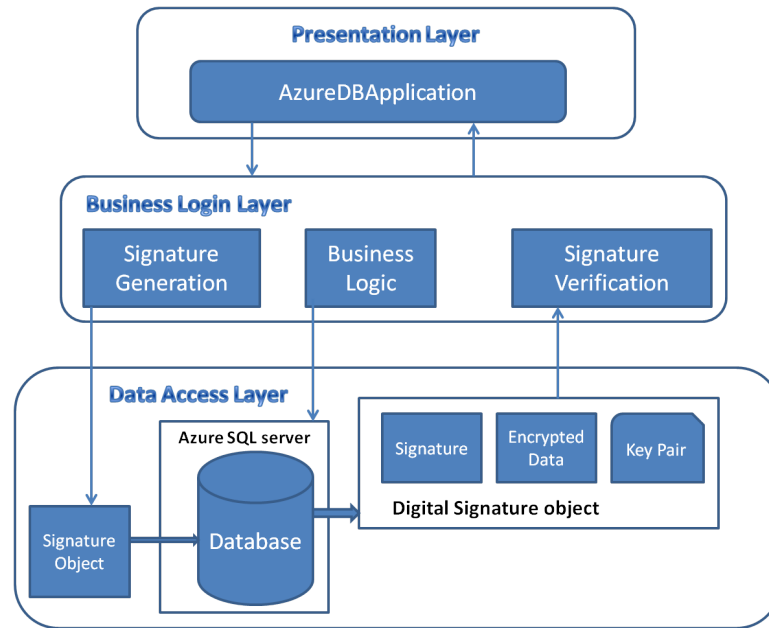 Presentation Layer
AzureDBApplication
Business Login Layer
Signature
Generation
Business
Logic
Signature
Verification
Data Access Layer
Azure SQL server
Signature
Encrypted
Data
Key Pair
Digital Signature object
Signature
Object
Database